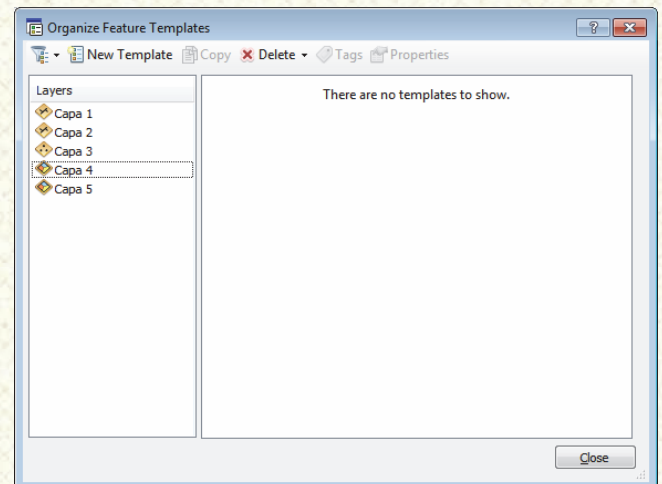 Organize Feature Templates
New Template Copy Delete Tags Properties
Layers
There are no templates to show.
Capa 1
Capa 2
Capa 3
Capa 4
Capa 5
Close